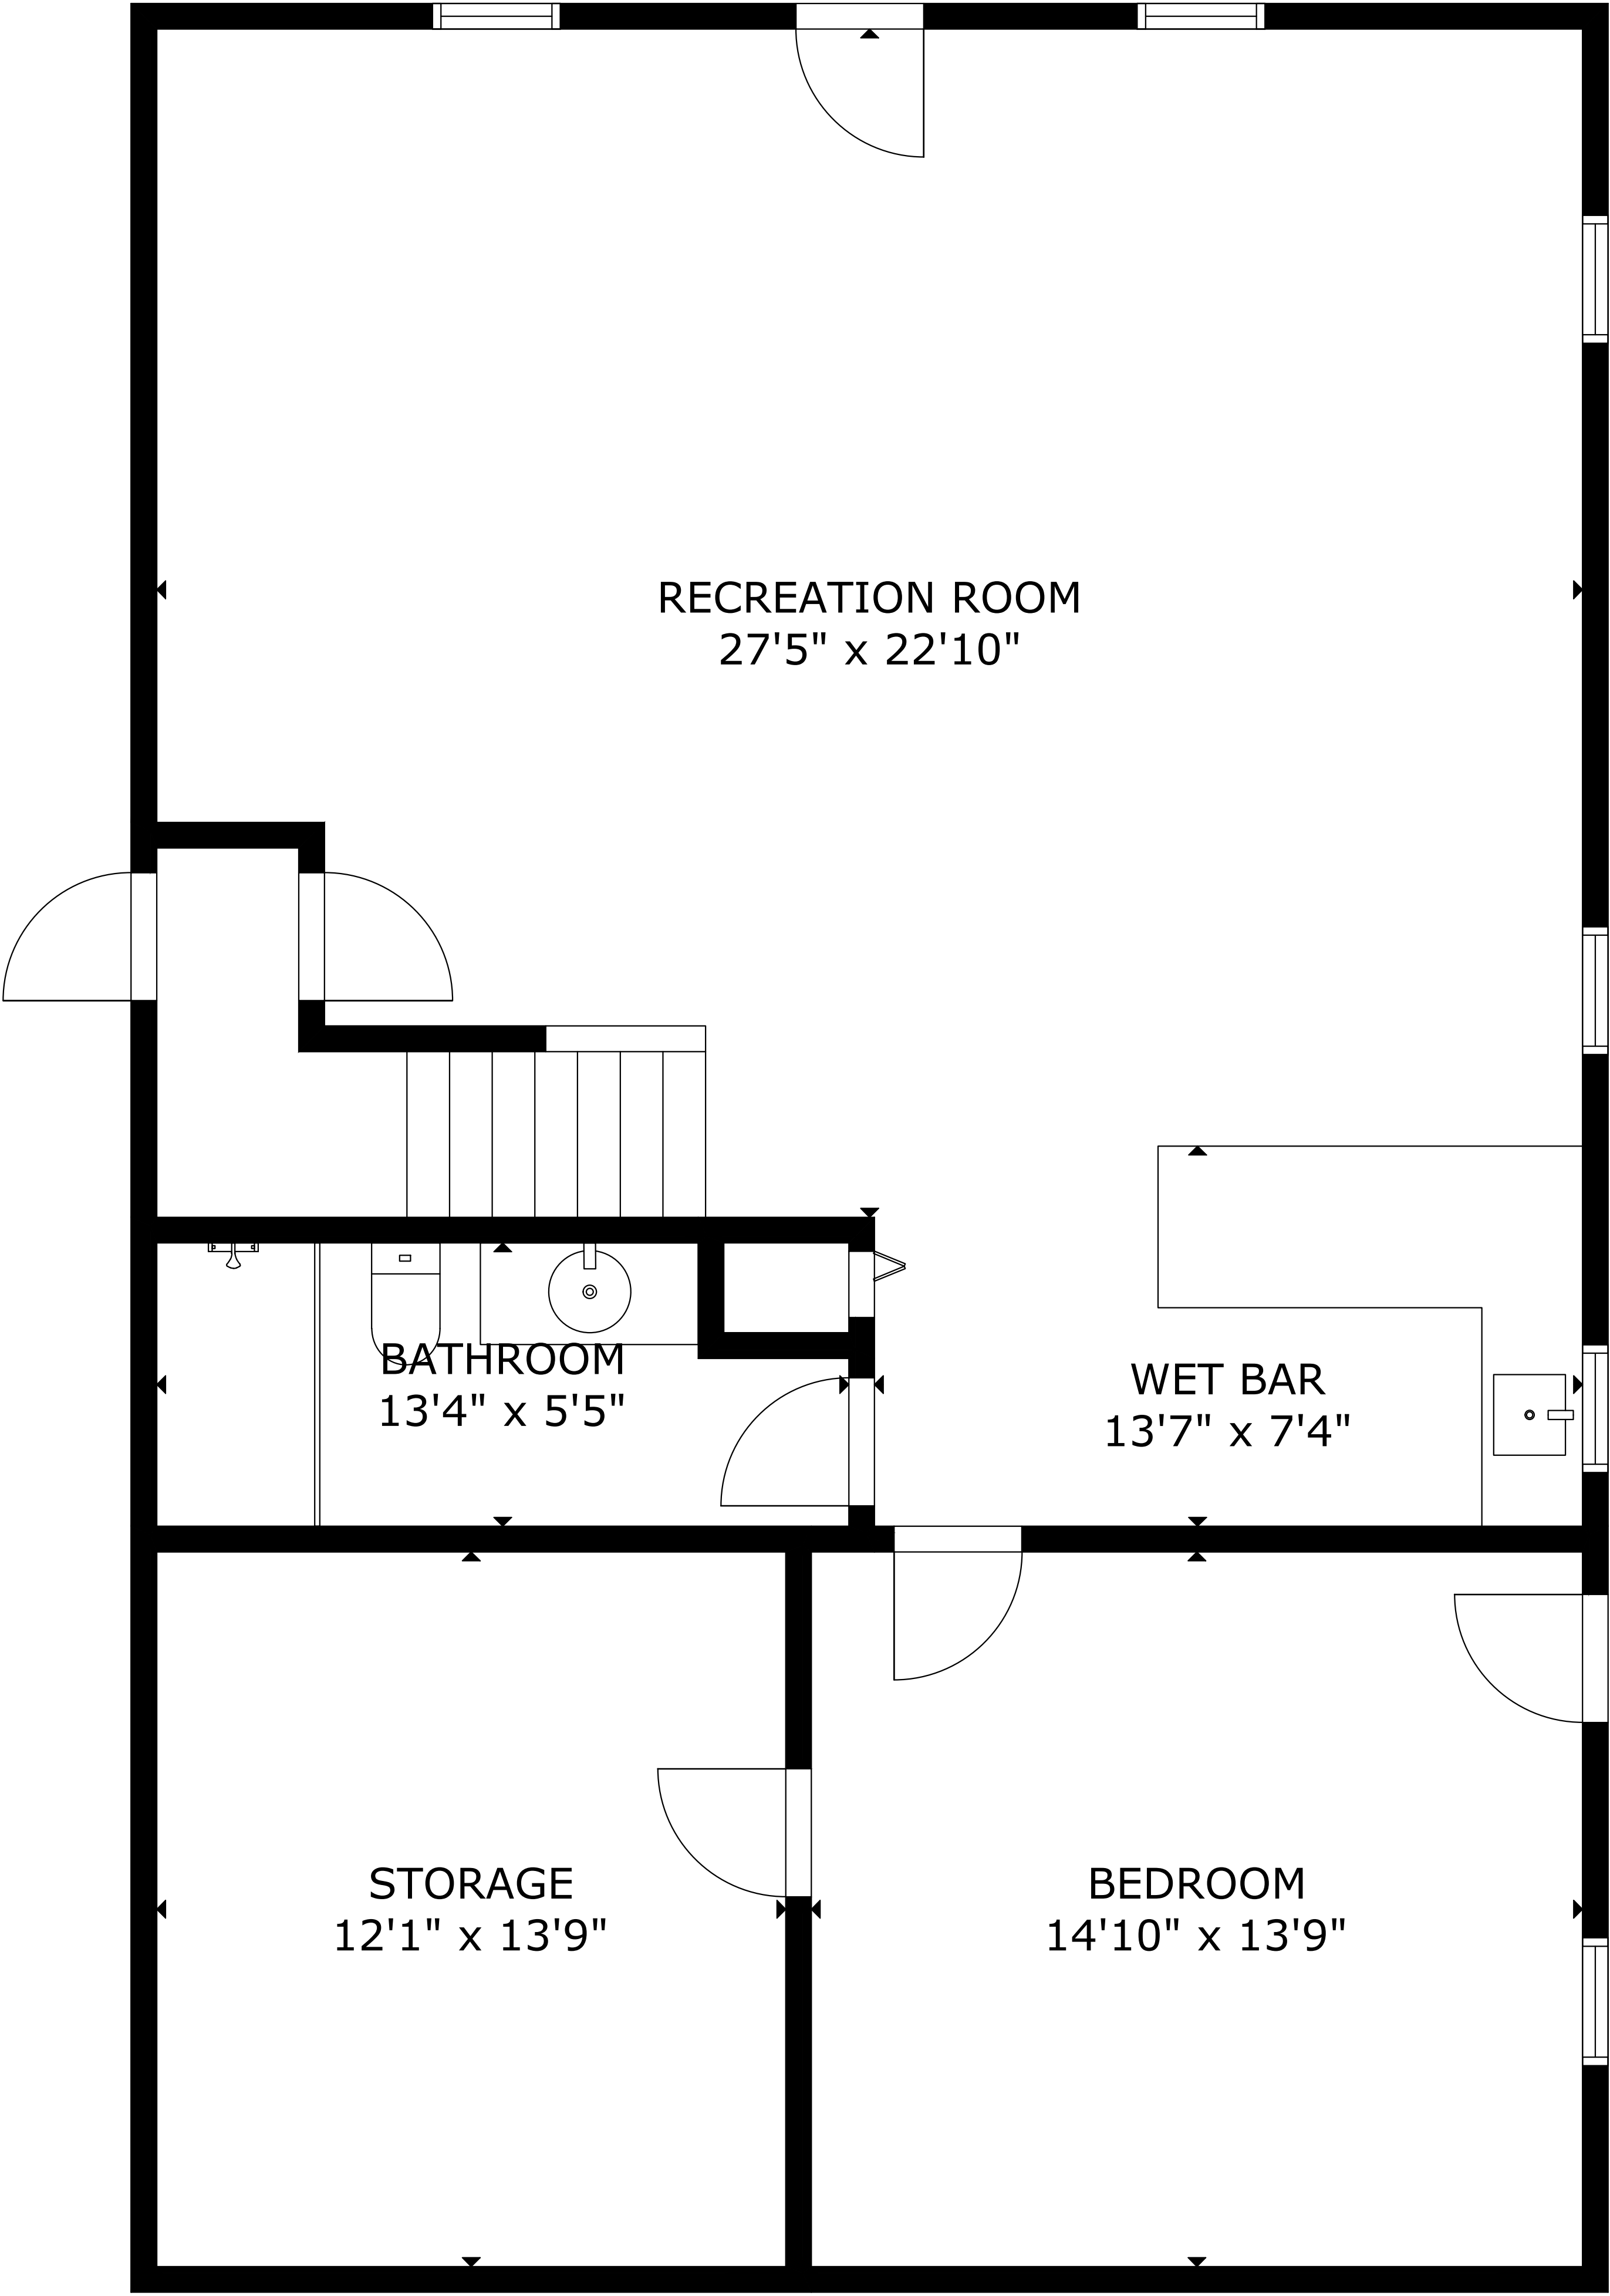 RECREATION ROOM
27'5" x 22'10"
BATHROOM
13'4" x 5'5"
WET BAR
13'7" x 7'4"
STORAGE
12'1" x 13'9"
BEDROOM
14'10" x 13'9"